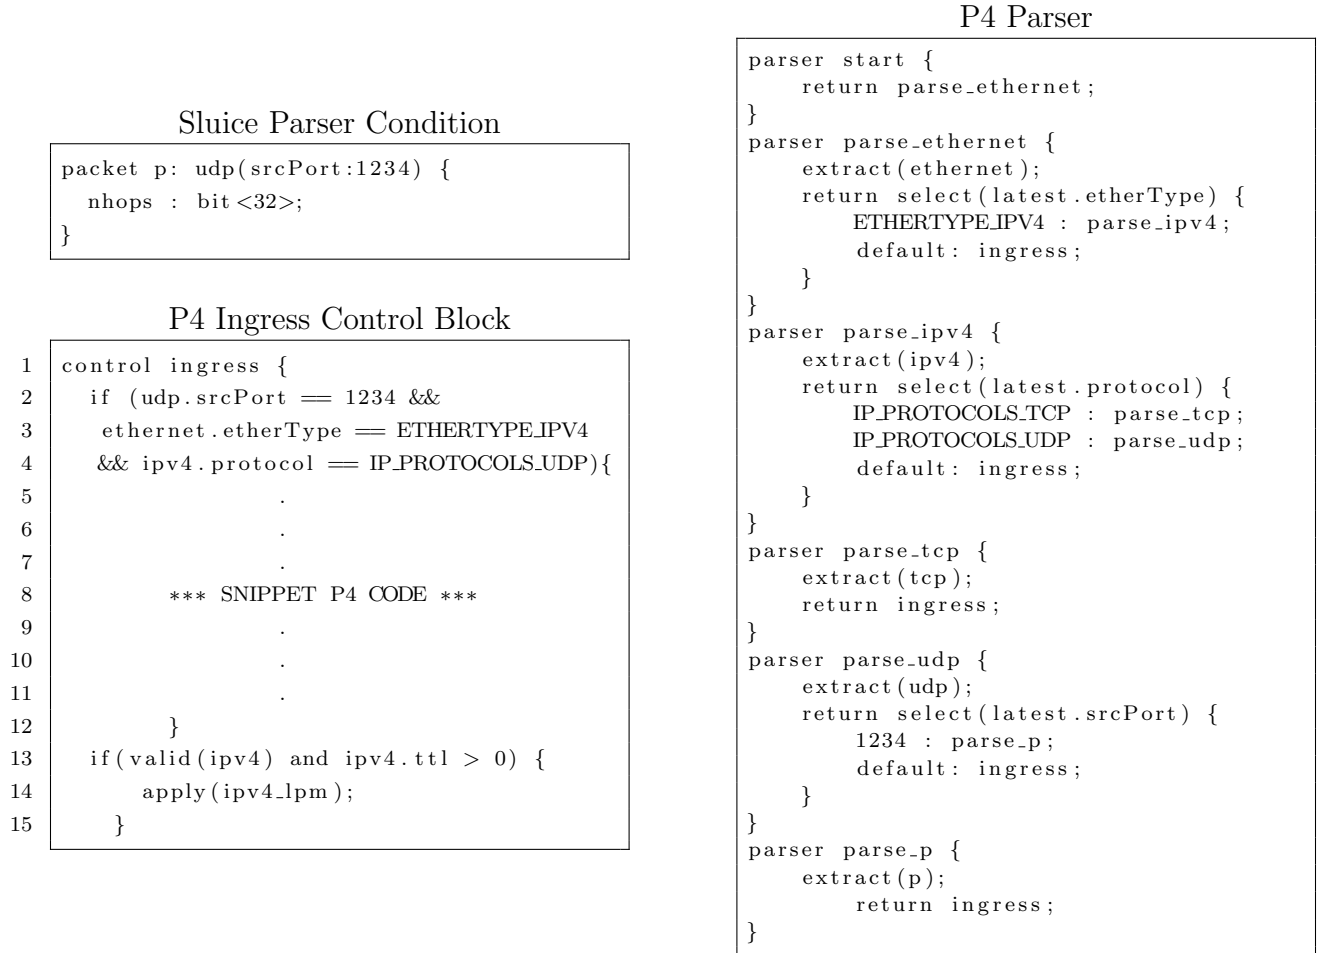 Sluice Parser Condition
packet p: udp(srcPort:1234) {
nhops : bit<32>;
}
P4 Ingress Control Block
1 control ingress {
2 if (udp.srcPort == 1234 &&
3 ethernet.etherType == ETHERTYPE_IPV4
4 && ipv4.protocol == IP_PROTOCOLS_UDP){
5 .
6 .
7 .
8 *** SNIPPET P4 CODE ***
9 .
10 .
11 .
12 }
13 if(valid(ipv4) and ipv4.ttl > 0) {
14 apply(ipv4_lpm);
15 }
P4 Parser
parser start {
return parse_ethernet;
}
parser parse_ethernet {
extract(ethernet);
return select(latest.etherType) {
ETHERTYPE_IPV4 : parse_ipv4;
default: ingress;
}
}
parser parse_ipv4 {
extract(ipv4);
return select(latest.protocol) {
IP_PROTOCOLS_TCP : parse_tcp;
IP_PROTOCOLS_UDP : parse_udp;
default: ingress;
}
}
parser parse_tcp {
extract(tcp);
return ingress;
}
parser parse_udp {
extract(udp);
return select(latest.srcPort) {
1234 : parse_p;
default: ingress;
}
}
parser parse_p {
extract(p);
return ingress;
}